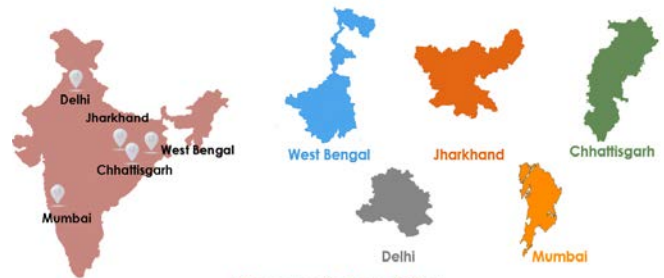 Delhi
Jharkhand
West Bengal
Chhattisgarh
Mumbai
West Bengal
Jharkhand
Chhattisgarh
Delhi
Mumbai